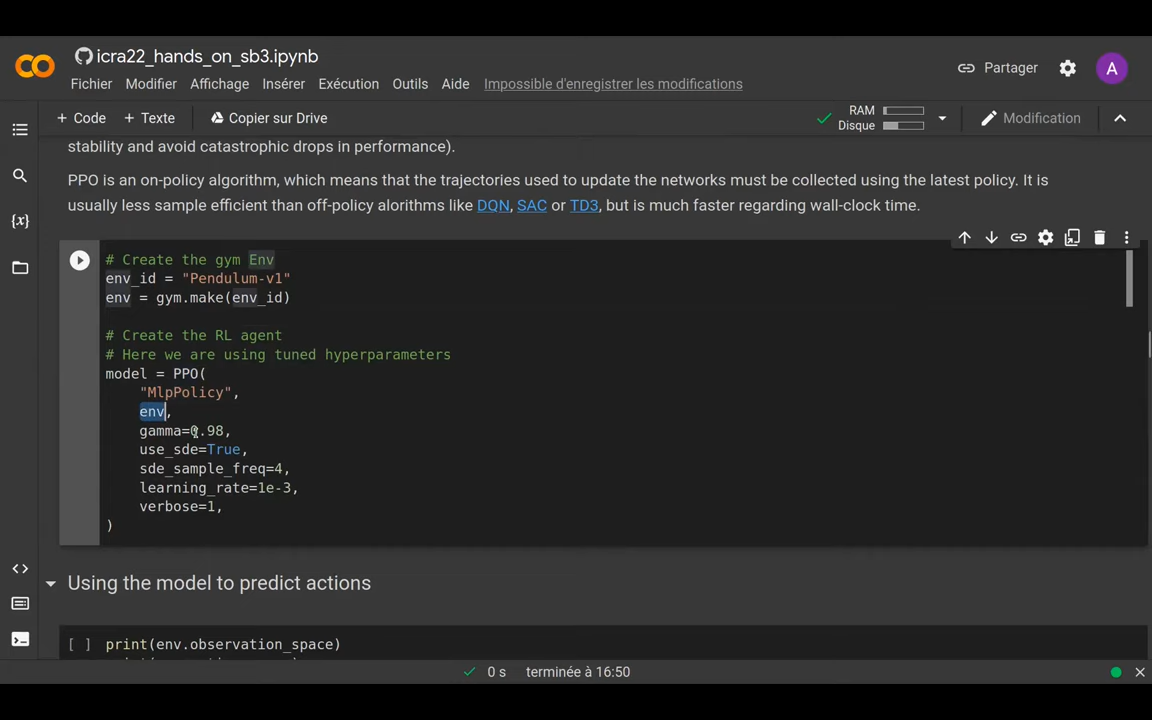 icra22_hands_on_sb3.ipynb
Partager
A
Fichier Modifier Affichage Insérer Exécution Outils Aide Impossible d'enregistrer les modifications
+ Code + Texte Copier sur Drive
RAM
Disque
Modification
stability and avoid catastrophic drops in performance).
PPO is an on-policy algorithm, which means that the trajectories used to update the networks must be collected using the latest policy. It is
usually less sample efficient than off-policy alorithms like DQN, SAC or TD3, but is much faster regarding wall-clock time.
# Create the gym Env
env_id = "Pendulum-v1"
env = gym.make(env_id)
# Create the RL agent
# Here we are using tuned hyperparameters
model = PPO(
"MlpPolicy",
env,
gamma=0.98,
use_sde=True,
sde_sample_freq=4,
learning_rate=1e-3,
verbose=1,
)
Using the model to predict actions
[ ] print(env.observation_space)
0 s terminée à 16:50